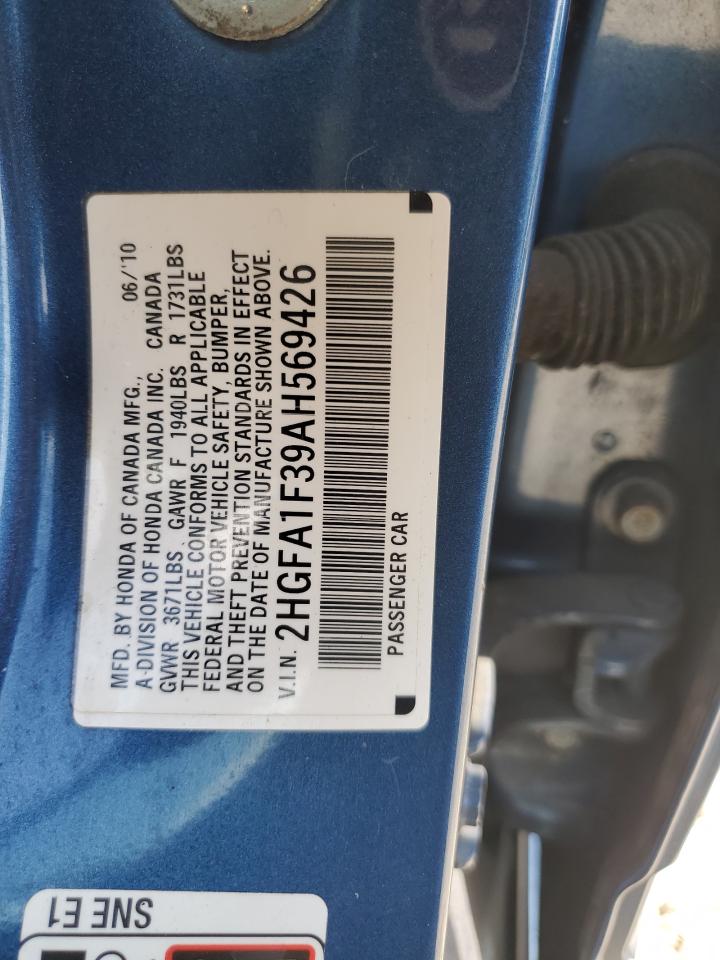 MFD. BY HONDA OF CANADA MFG., 06/'10
A-DIVISION OF HONDA CANADA INC. CANADA
GVWR 3671LBS GAWR F 1940LBS R 1731LBS
THIS VEHICLE CONFORMS TO ALL APPLICABLE
FEDERAL MOTOR VEHICLE SAFETY, BUMPER,
AND THEFT PREVENTION STANDARDS IN EFFECT
ON THE DATE OF MANUFACTURE SHOWN ABOVE.
V.I.N. 2HGFA1F39AH569426
PASSENGER CAR
SNE E1